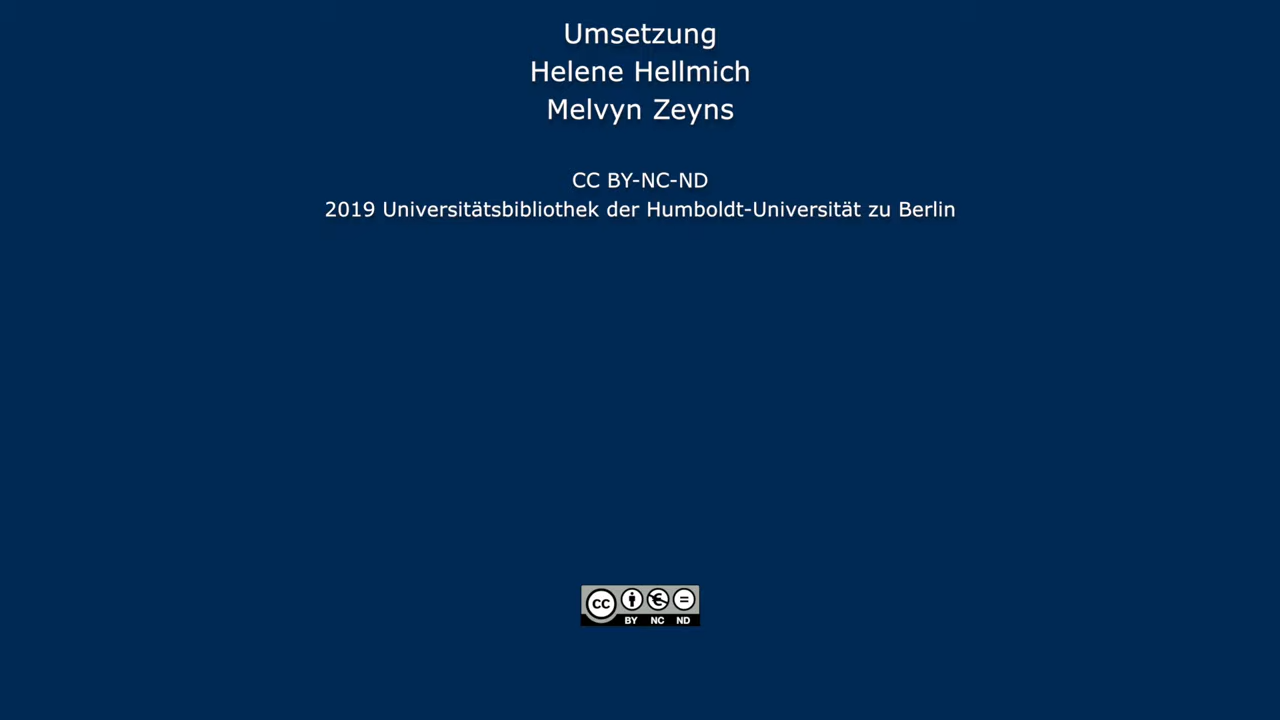 Umsetzung
Helene Hellmich
Melvyn Zeyns
CC BY-NC-ND
2019 Universitätsbibliothek der Humboldt-Universität zu Berlin
cc
BY NC ND